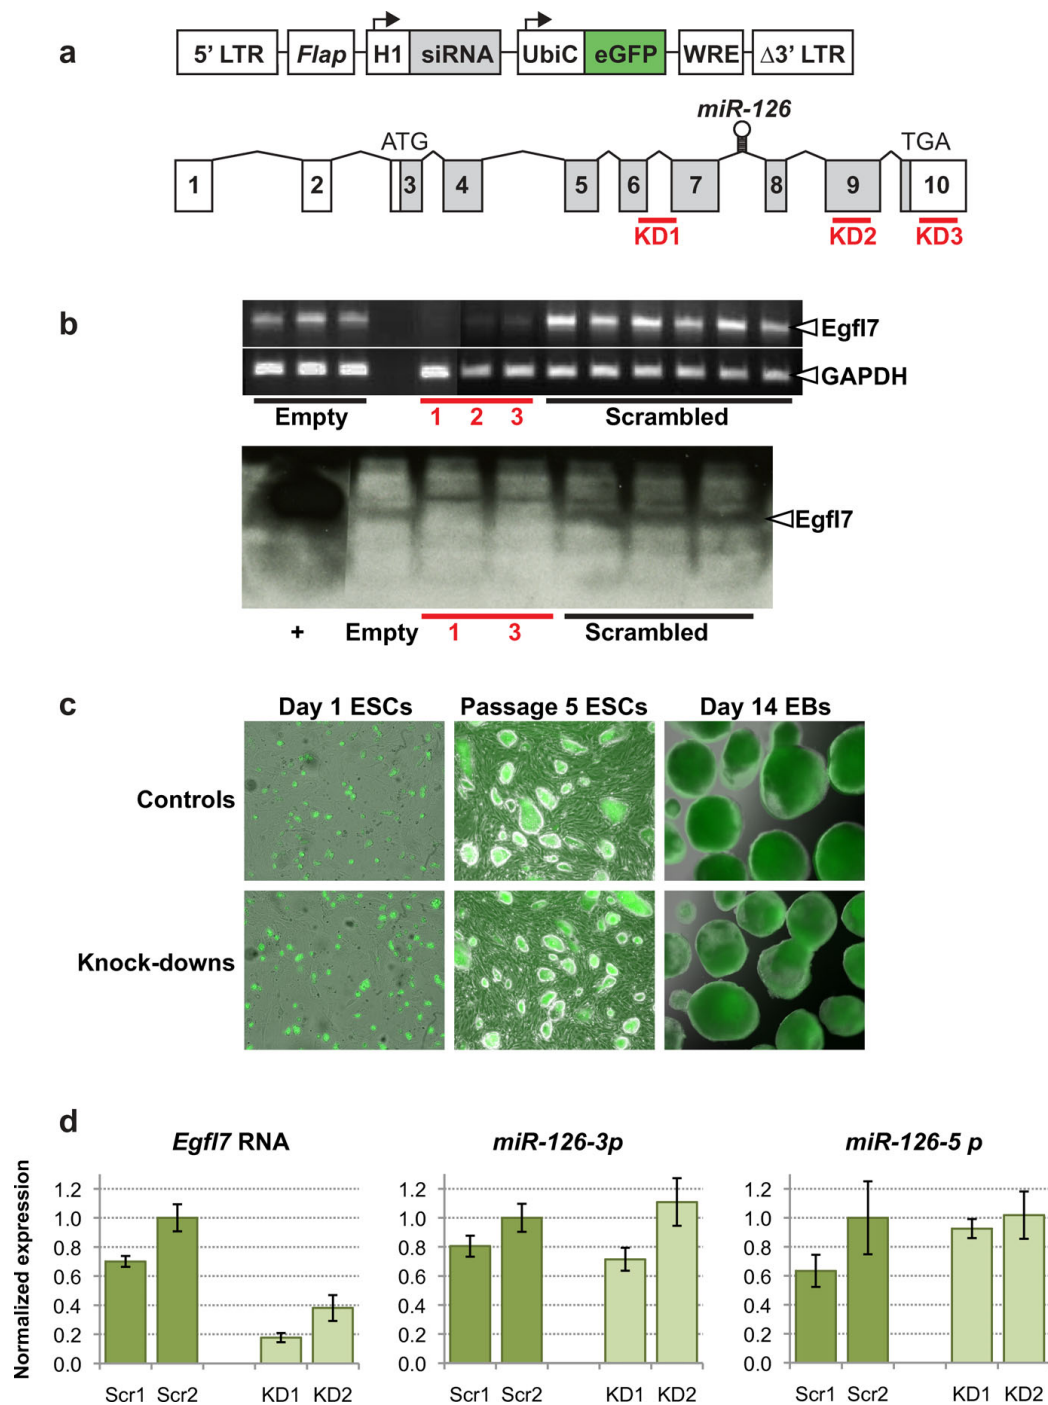 a
5' LTR Flap H1 siRNA UbiC eGFP WRE Δ3' LTR
miR-126
ATG TGA
1 2 3 4 5 6 7 8 9 10
KD1 KD2 KD3
b
Egfl7
GAPDH
Empty 1 2 3 Scrambled
Egfl7
+ Empty 1 3 Scrambled
c
Day 1 ESCs Passage 5 ESCs Day 14 EBs
Controls
Knock-downs
d
Egfl7 RNA
Normalized expression
1.2
1.0
0.8
0.6
0.4
0.2
0.0
Scr1 Scr2 KD1 KD2
miR-126-3p
1.2
1.0
0.8
0.6
0.4
0.2
0.0
Scr1 Scr2 KD1 KD2
miR-126-5 p
1.2
1.0
0.8
0.6
0.4
0.2
0.0
Scr1 Scr2 KD1 KD2